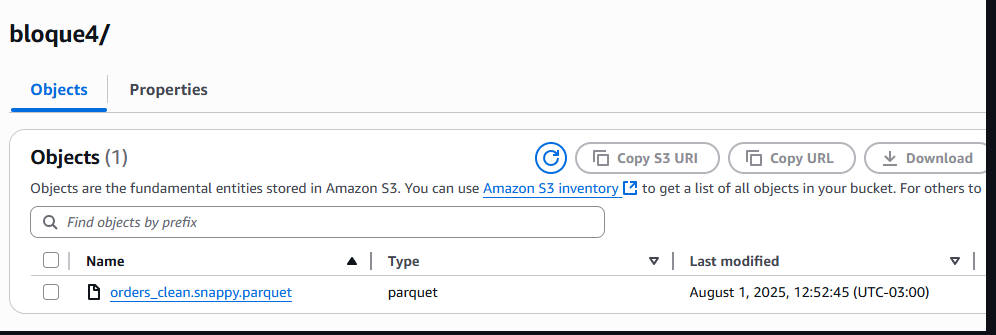 bloque4/
Objects Properties
Objects (1) Copy S3 URI Copy URL Download
Objects are the fundamental entities stored in Amazon S3. You can use Amazon S3 inventory to get a list of all objects in your bucket. For others to
Find objects by prefix
Name Type Last modified
orders_clean.snappy.parquet parquet August 1, 2025, 12:52:45 (UTC-03:00)